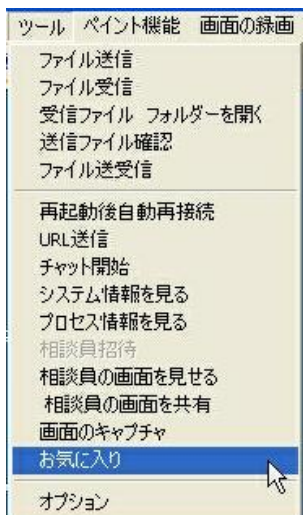 ツール ペイント機能 画面の録画
ファイル送信
ファイル受信
受信ファイル フォルダーを開く
送信ファイル確認
ファイル送受信
再起動後自動再接続
URL送信
チャット開始
システム情報を見る
プロセス情報を見る
相談員招待
相談員の画面を見せる
相談員の画面を共有
画面のキャプチャ
お気に入り
オプション